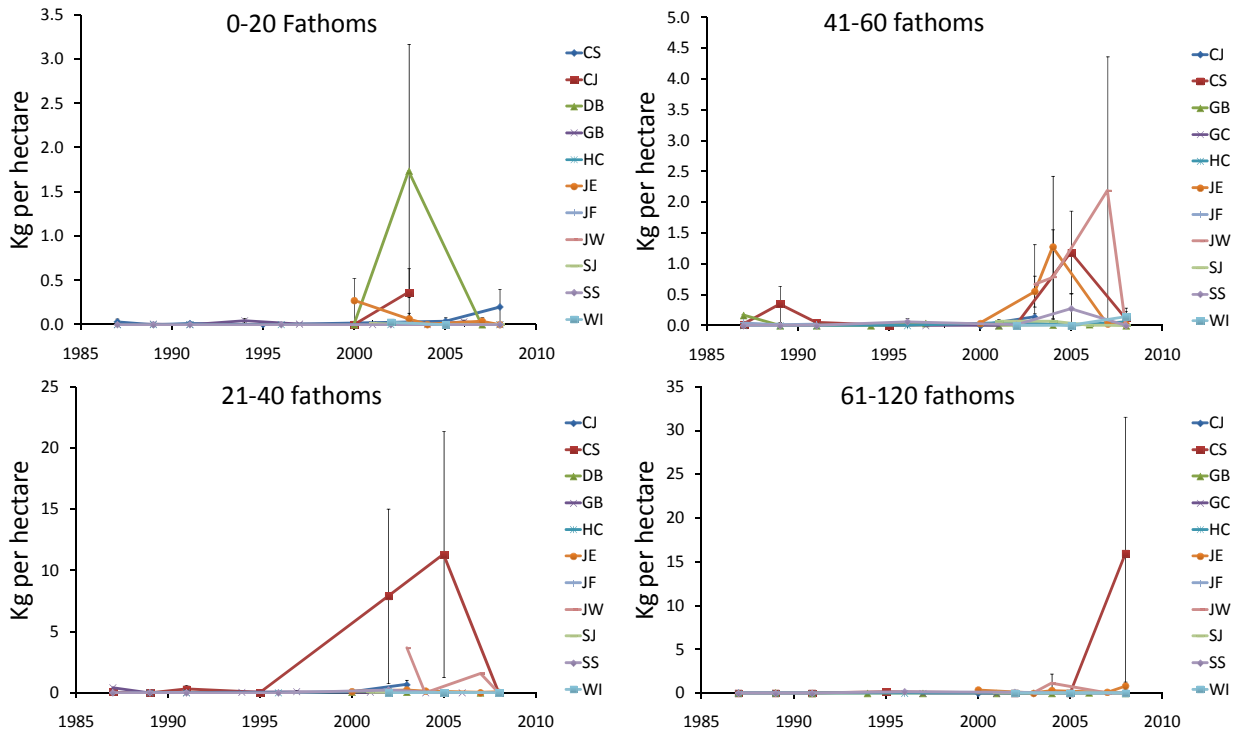 0-20 Fathoms
Kg per hectare
3.5
3.0
2.5
2.0
1.5
1.0
0.5
0.0
1985 1990 1995 2000 2005 2010
CS
CJ
DB
GB
HC
JE
JF
JW
SJ
SS
WI
41-60 fathoms
Kg per hectare
5.0
4.5
4.0
3.5
3.0
2.5
2.0
1.5
1.0
0.5
0.0
1985 1990 1995 2000 2005 2010
CJ
CS
GB
GC
HC
JE
JF
JW
SJ
SS
WI
21-40 fathoms
Kg per hectare
25
20
15
10
5
0
1985 1990 1995 2000 2005 2010
CJ
CS
DB
GB
HC
JE
JF
JW
SJ
SS
WI
61-120 fathoms
Kg per hectare
35
30
25
20
15
10
5
0
1985 1990 1995 2000 2005 2010
CJ
CS
GB
GC
HC
JE
JF
JW
SJ
SS
WI